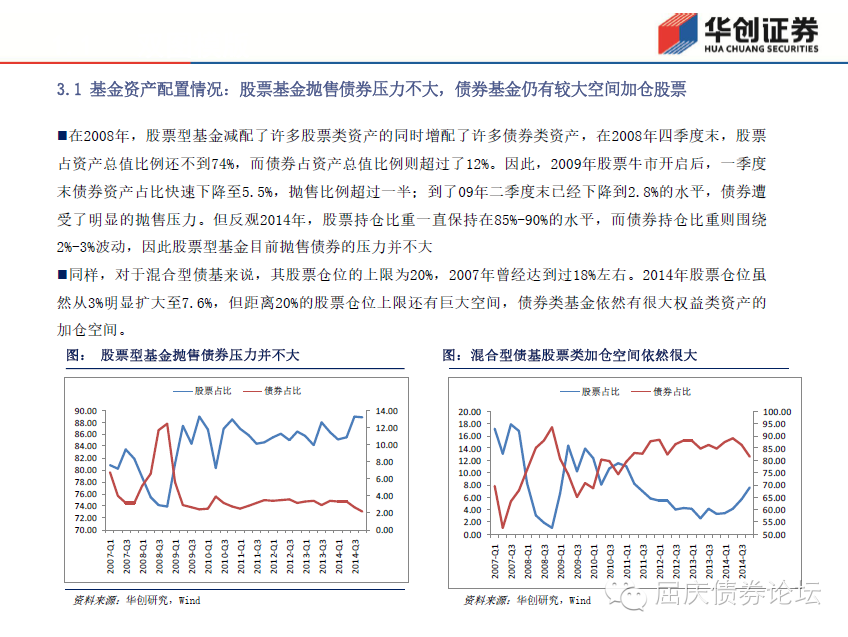 华创证券
HUA CHUANG SECURITIES
3.1 基金资产配置情况：股票基金抛售债券压力不大，债券基金仍有较大空间加仓股票
■在2008年，股票型基金减配了许多股票类资产的同时增配了许多债券类资产，在2008年四季度末，股票
占资产总值比例还不到74%，而债券占资产总值比例则超过了12%。因此，2009年股票牛市开启后，一季度
末债券资产占比快速下降至5.5%，抛售比例超过一半；到了09年二季度末已经下降到2.8%的水平，债券遭
受了明显的抛售压力。但反观2014年，股票持仓比重一直保持在85%-90%的水平，而债券持仓比重则围绕
2%-3%波动，因此股票型基金目前抛售债券的压力并不大
■同样，对于混合型债基来说，其股票仓位的上限为20%，2007年曾经达到过18%左右。2014年股票仓位虽
然从3%明显扩大至7.6%，但距离20%的股票仓位上限还有巨大空间，债券类基金依然有很大权益类资产的
加仓空间。
图： 股票型基金抛售债券压力并不大
股票占比 债券占比
90.00 14.00
88.00 12.00
86.00 10.00
84.00 8.00
82.00 6.00
80.00 4.00
78.00 2.00
76.00 0.00
74.00
72.00
70.00
2007-Q1 2007-Q3 2008-Q1 2008-Q3 2009-Q1 2009-Q3 2010-Q1 2010-Q3 2011-Q1 2011-Q3 2012-Q1 2012-Q3 2013-Q1 2013-Q3 2014-Q1 2014-Q3
资料来源：华创研究，Wind
图：混合型债基股票类加仓空间依然很大
股票占比 债券占比
20.00 100.00
18.00 95.00
16.00 90.00
14.00 85.00
12.00 80.00
10.00 75.00
8.00 70.00
6.00 65.00
4.00 60.00
2.00 55.00
0.00 50.00
2007-Q1 2007-Q3 2008-Q1 2008-Q3 2009-Q1 2009-Q3 2010-Q1 2010-Q3 2011-Q1 2011-Q3 2012-Q1 2012-Q3 2013-Q1 2013-Q3 2014-Q1 2014-Q3
资料来源：华创研究，Wind
屈庆债券论坛